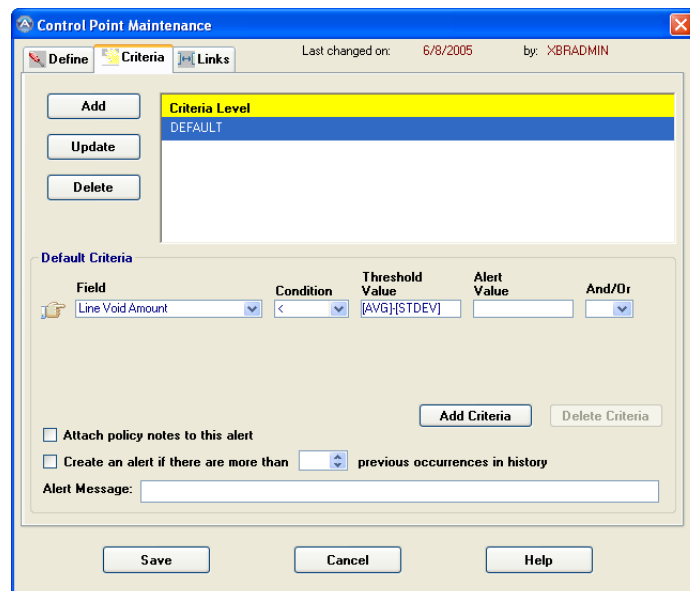 Control Point Maintenance
Define Criteria Links Last changed on: 6/8/2005 by: XBRADMIN
Add
Update
Delete
Criteria Level
DEFAULT
Default Criteria
Field Condition Threshold Value Alert Value And/Or
Line Void Amount < [AVG]-[STDEV]
Add Criteria Delete Criteria
Attach policy notes to this alert
Create an alert if there are more than previous occurrences in history
Alert Message:
Save Cancel Help